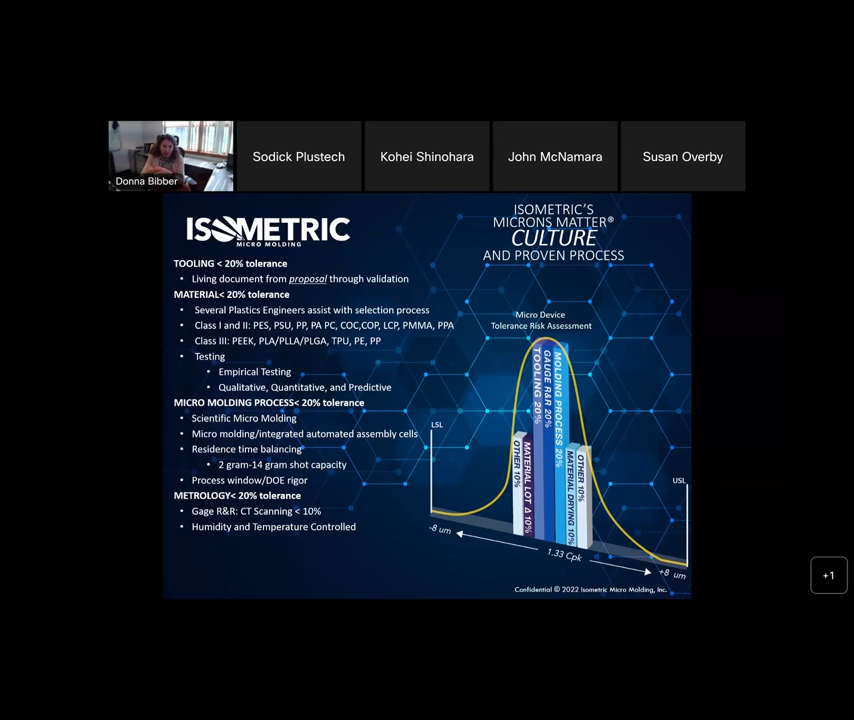 Donna Bibber
Sodick Plustech
Kohei Shinohara
John McNamara
Susan Overby
ISOMETRIC
MICRO MOLDING
ISOMETRIC'S
MICRONS MATTER®
CULTURE
AND PROVEN PROCESS
TOOLING < 20% tolerance
• Living document from proposal through validation
MATERIAL< 20% tolerance
• Several Plastics Engineers assist with selection process
• Class I and II: PES, PSU, PP, PA PC, COC,COP, LCP, PMMA, PPA
• Class III: PEEK, PLA/PLLA/PLGA, TPU, PE, PP
• Testing
• Empirical Testing
• Qualitative, Quantitative, and Predictive
MICRO MOLDING PROCESS< 20% tolerance
• Scientific Micro Molding
• Micro molding/integrated automated assembly cells
• Residence time balancing
• 2 gram-14 gram shot capacity
• Process window/DOE rigor
METROLOGY< 20% tolerance
• Gage R&R: CT Scanning < 10%
• Humidity and Temperature Controlled
Micro Device
Tolerance Risk Assessment
LSL
OTHER 10%
MATERIAL LOT Δ 10%
TOOLING 20%
GAUGE R&R 20%
MOLDING PROCESS 20%
MATERIAL DRYING 10%
OTHER 10%
USL
-8 um
1.33 Cpk
+8 um
Confidential © 2022 Isometric Micro Molding, Inc.
+1